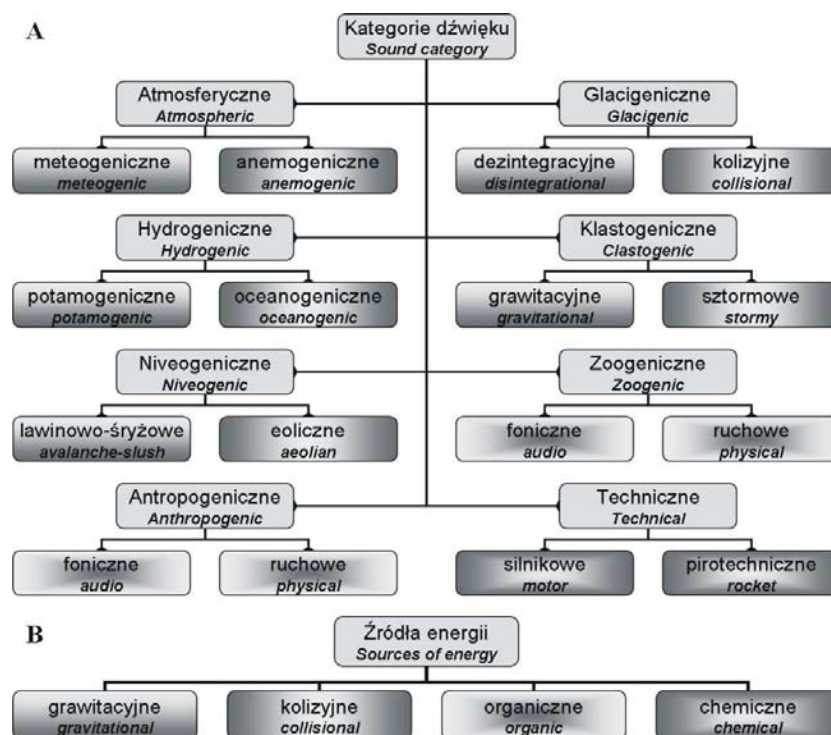 A
Kategorie dźwięku
Sound category
Atmosferyczne
Atmospheric
Glacigeniczne
Glacigenic
meteogeniczne
meteogenic
anemogeniczne
anemogenic
dezintegracyjne
disintegrational
kolizyjne
collisional
Hydrogeniczne
Hydrogenic
Klastogeniczne
Clastogenic
potamogeniczne
potamogenic
oceanogeniczne
oceanogenic
grawitacyjne
gravitational
sztormowe
stormy
Niveogeniczne
Niveogenic
Zoogeniczne
Zoogenic
lawinowo-śryżowe
avalanche-slush
eoliczne
aeolian
foniczne
audio
ruchowe
physical
Antropogeniczne
Anthropogenic
Techniczne
Technical
foniczne
audio
ruchowe
physical
silnikowe
motor
pirotechniczne
rocket
B
Źródła energii
Sources of energy
grawitacyjne
gravitational
kolizyjne
collisional
organiczne
organic
chemiczne
chemical